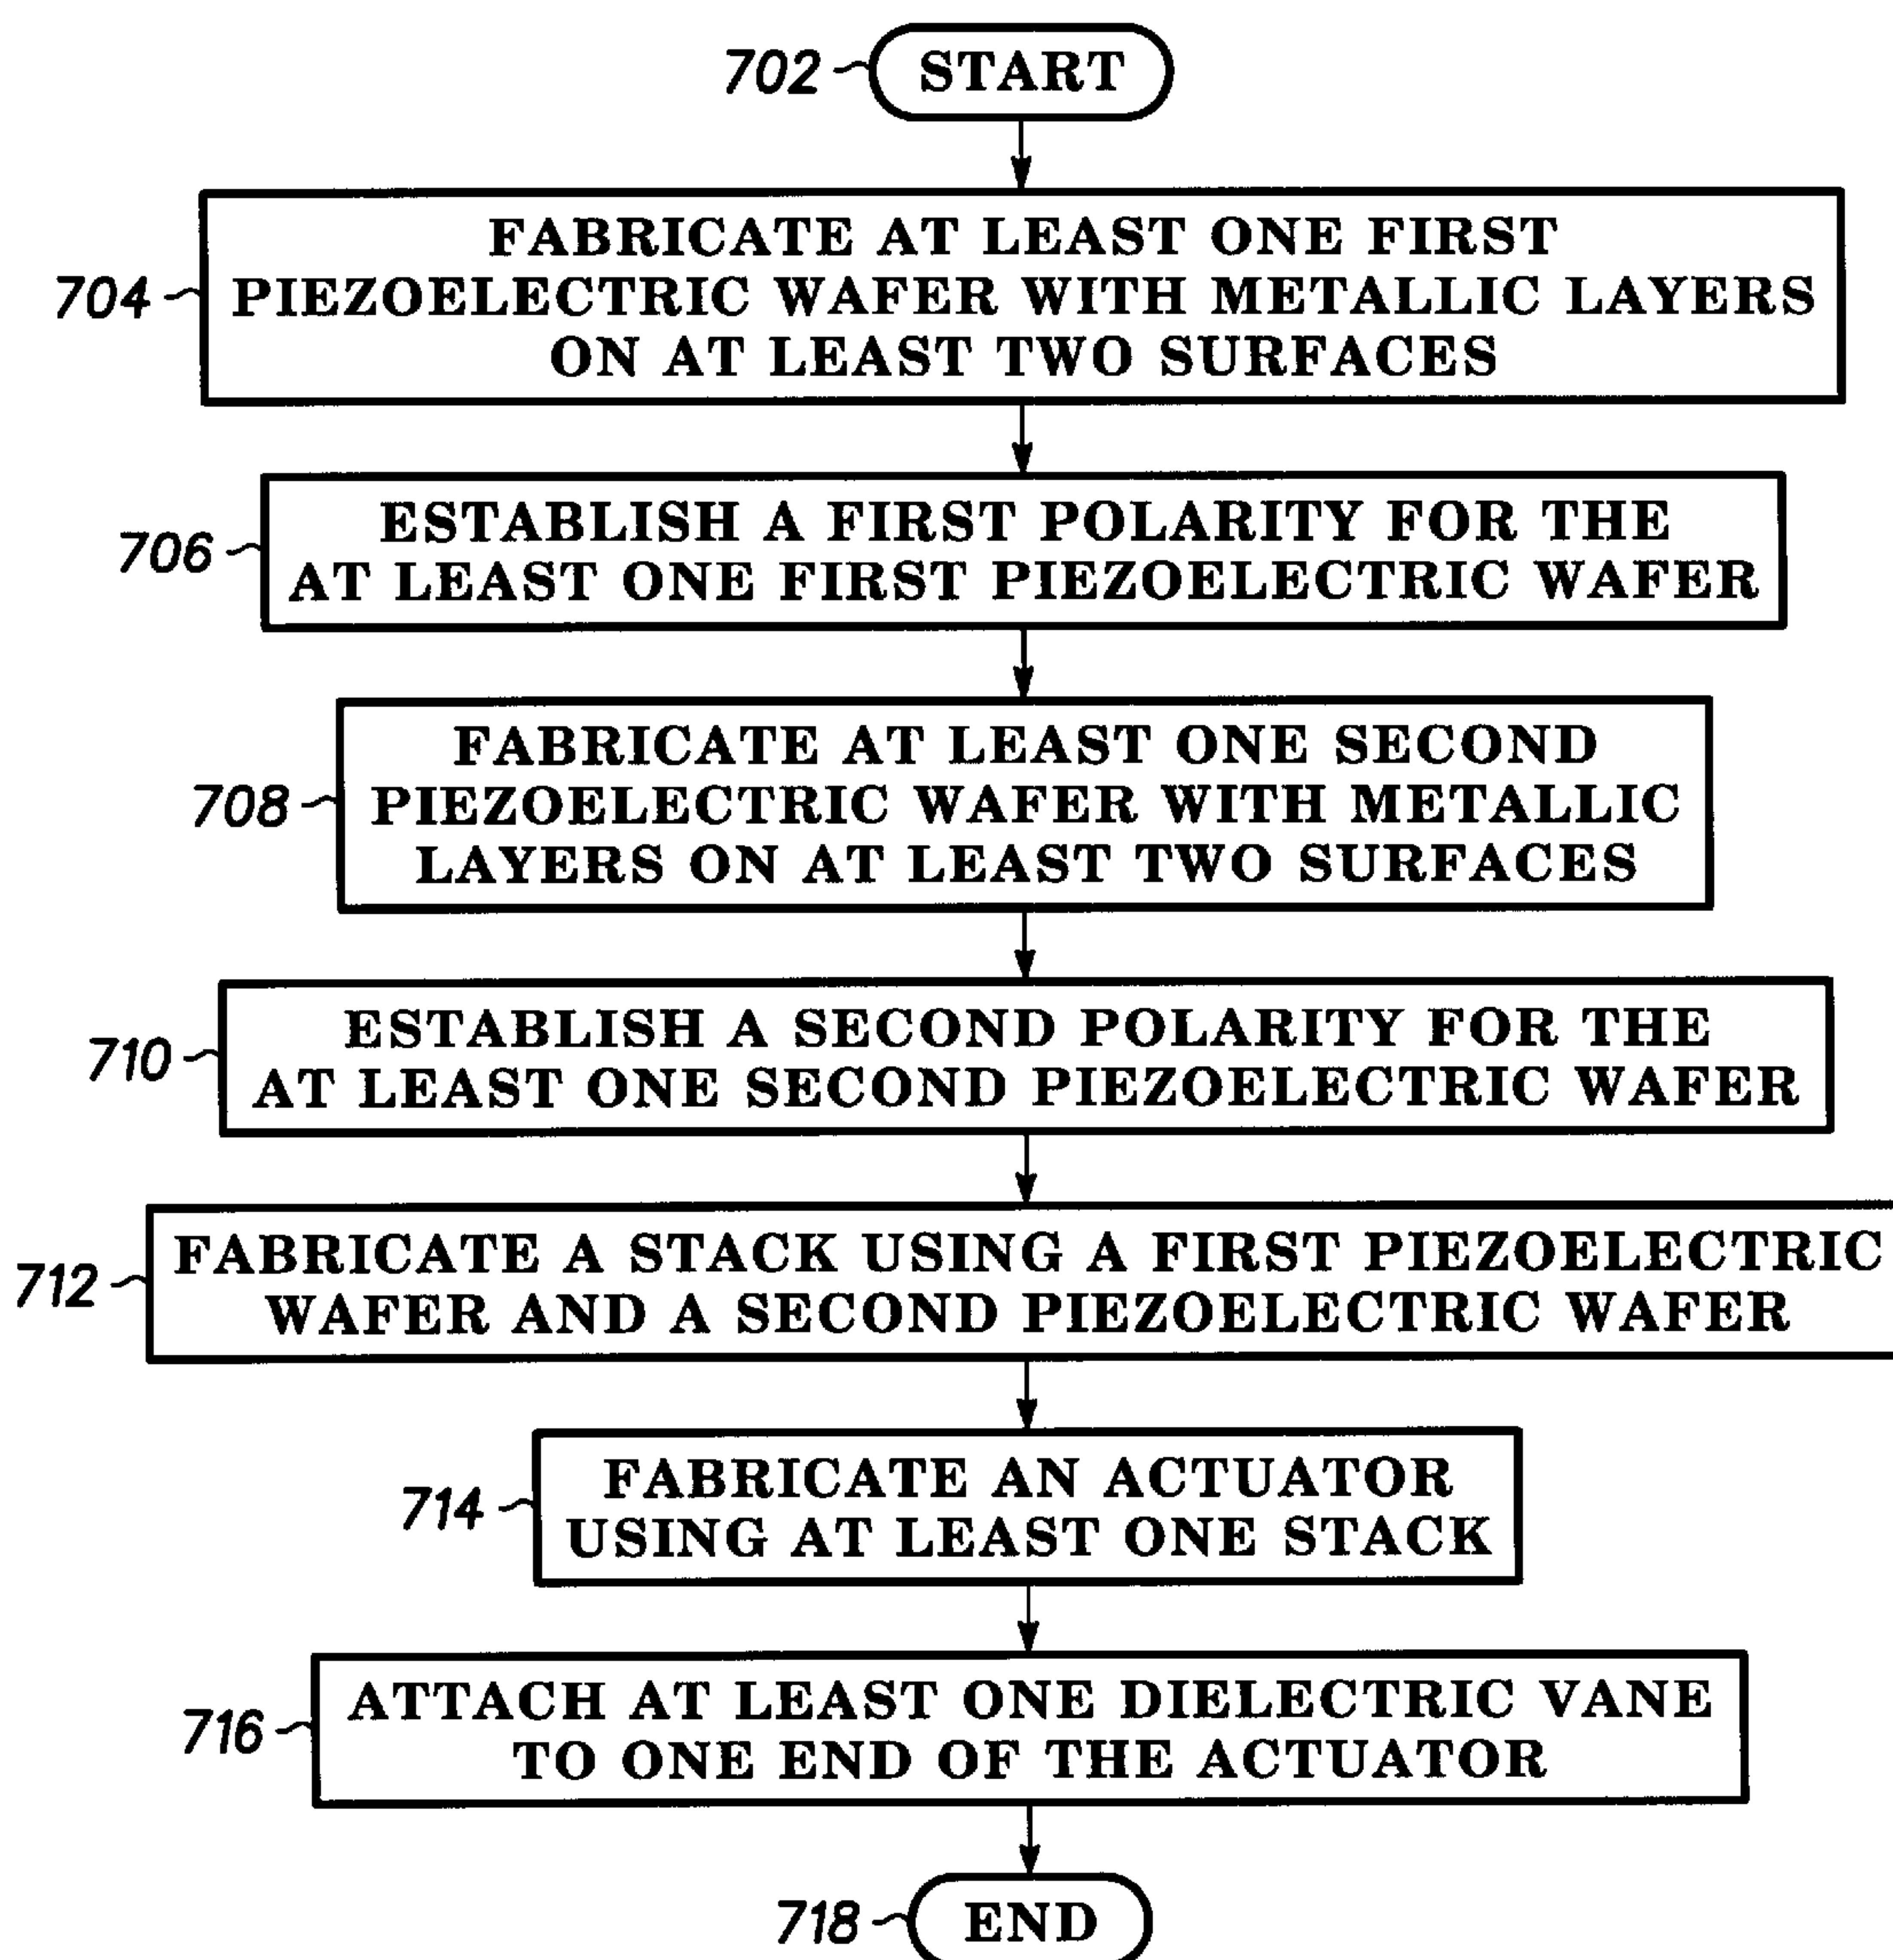 702 START
704 FABRICATE AT LEAST ONE FIRST
PIEZOELECTRIC WAFER WITH METALLIC LAYERS
ON AT LEAST TWO SURFACES
706 ESTABLISH A FIRST POLARITY FOR THE
AT LEAST ONE FIRST PIEZOELECTRIC WAFER
708 FABRICATE AT LEAST ONE SECOND
PIEZOELECTRIC WAFER WITH METALLIC
LAYERS ON AT LEAST TWO SURFACES
710 ESTABLISH A SECOND POLARITY FOR THE
AT LEAST ONE SECOND PIEZOELECTRIC WAFER
712 FABRICATE A STACK USING A FIRST PIEZOELECTRIC
WAFER AND A SECOND PIEZOELECTRIC WAFER
714 FABRICATE AN ACTUATOR
USING AT LEAST ONE STACK
716 ATTACH AT LEAST ONE DIELECTRIC VANE
TO ONE END OF THE ACTUATOR
718 END